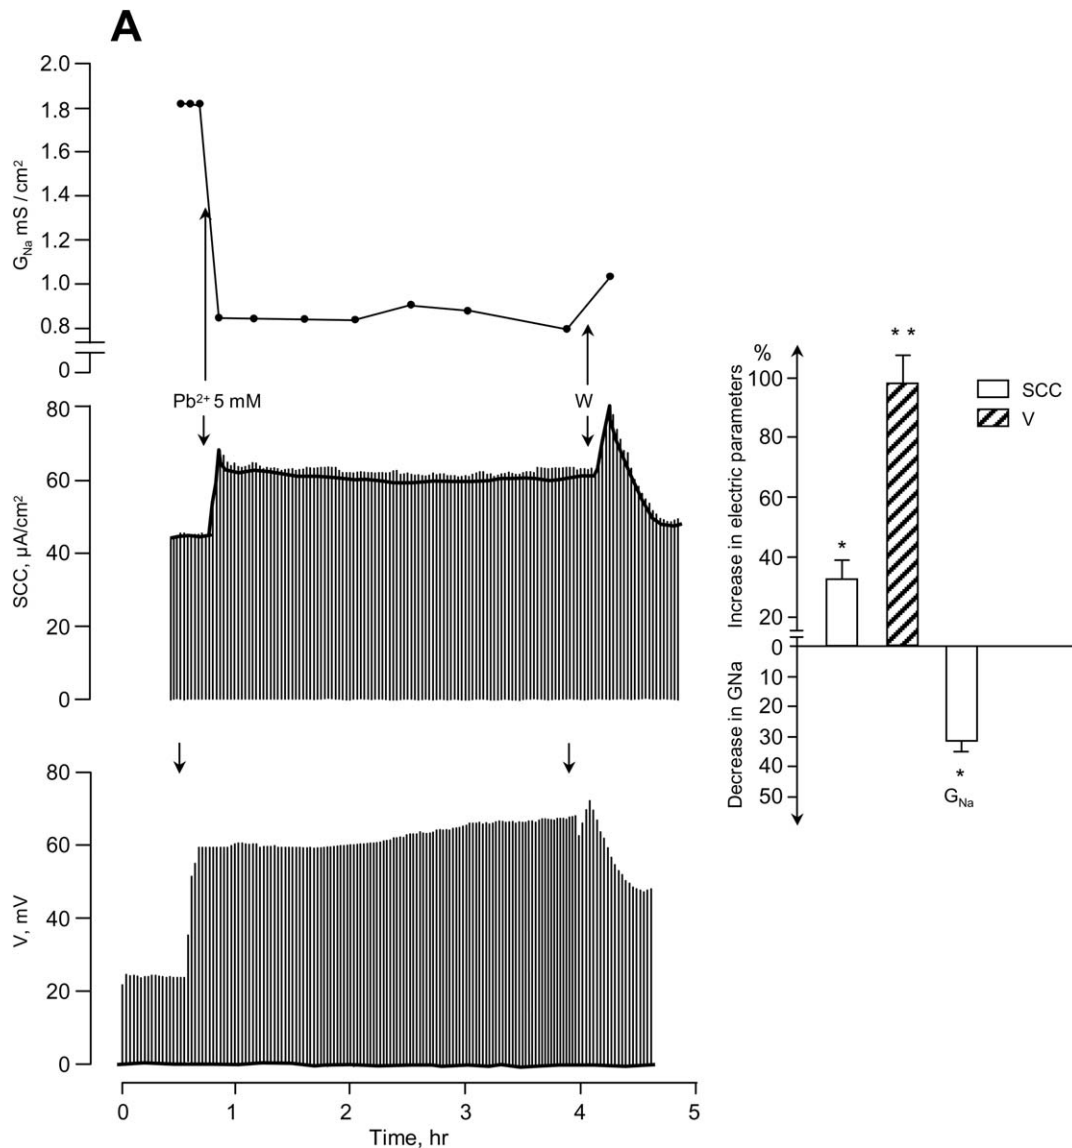 A
2.0
1.8
1.6
1.4
1.2
1.0
0.8
0
G_Na mS / cm²
Pb²⁺ 5 mM
W
80
60
40
20
0
SCC, µA/cm²
80
60
40
20
0
V, mV
0 1 2 3 4 5
Time, hr
%
100
80
60
40
20
0
10
20
30
40
50
Increase in electric parameters
Decrease in GNa
*
* *
*
G_Na
SCC
V